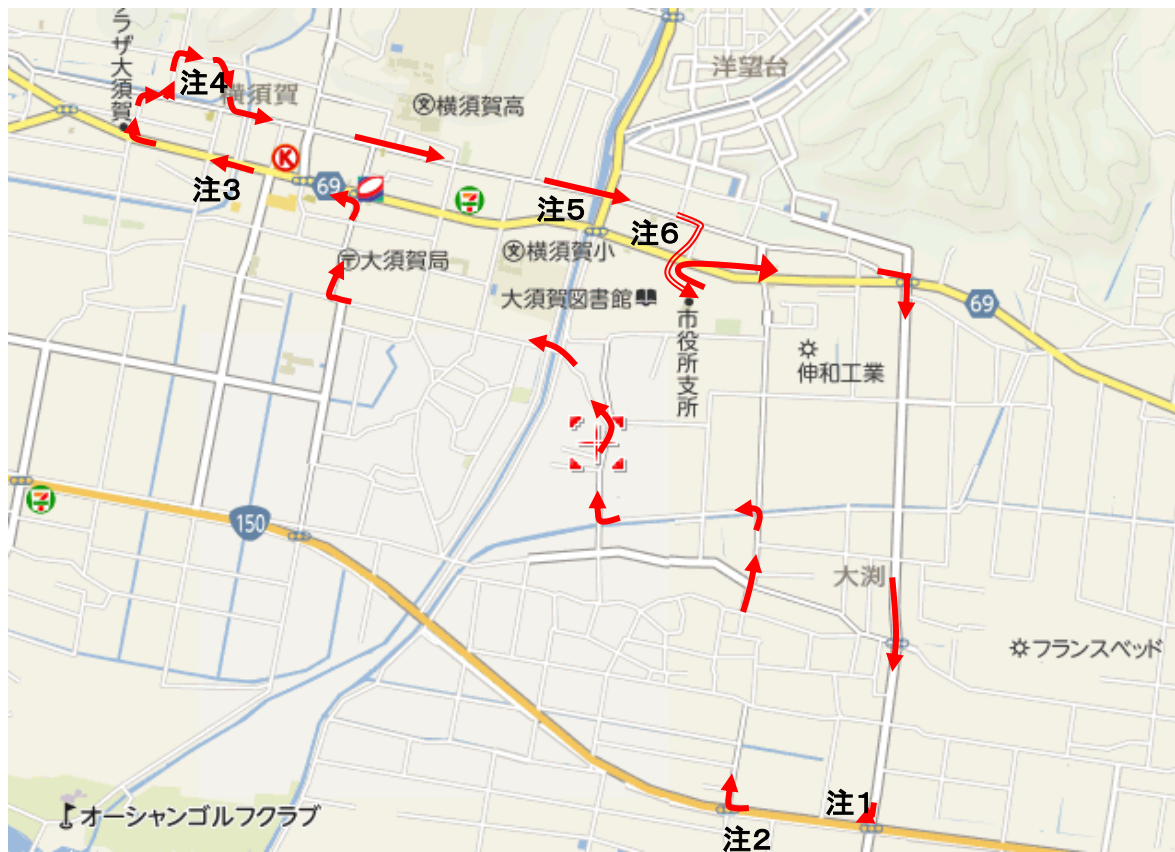 ラザ大須賀
洋望台
注4
横須賀
横須賀高
K
69
7
注3
注5
注6
大須賀局
横須賀小
大須賀図書館
市役所支所
69
伸和工業
7
150
大渕
フランスベッド
オーシャンゴルフクラブ
注1
注2